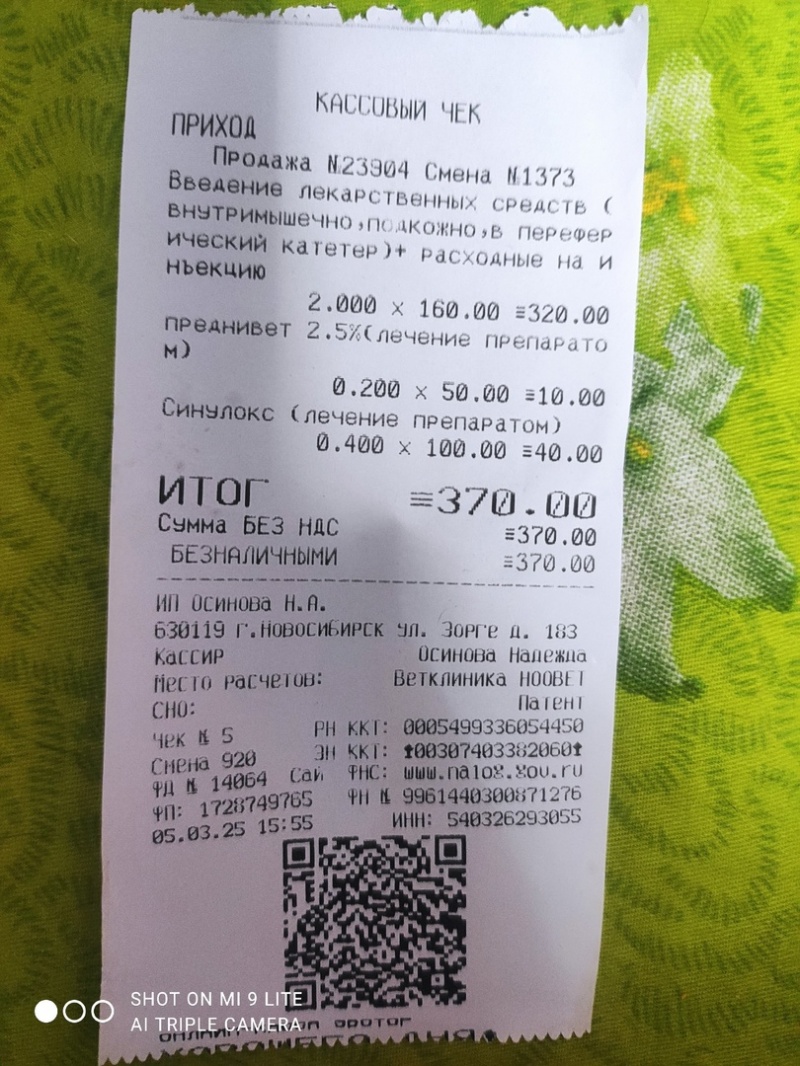 КАССОВЫЙ ЧЕК
ПРИХОД
Продажа №23904 Смена №1373
Введение лекарственных средств (
внутримышечно,подкожно,в перефер
ический катетер)+ расходные на и
нъекцию
2.000 × 160.00 ≡320.00
преднивет 2.5%(лечение препарато
м)
0.200 × 50.00 ≡10.00
Синулокс (лечение препаратом)
0.400 × 100.00 ≡40.00
ИТОГ ≡370.00
Сумма БЕЗ НДС ≡370.00
БЕЗНАЛИЧНЫМИ ≡370.00
ИП Осинова Н.А.
630119 г.Новосибирск ул. Зорге д. 183
Кассир Осинова Надежда
Место расчетов: Ветклиника НООВЕТ
СНО: Патент
Чек № 5 РН ККТ: 0005499336054450
Смена 920 ЗН ККТ: 00307403382060
ФД № 14064 Сай ФНС: www.nalog.gov.ru
ФП: 1728749765 ФН № 9961440300871276
05.03.25 15:55 ИНН: 540326293055
SHOT ON MI 9 LITE
AI TRIPLE CAMERA